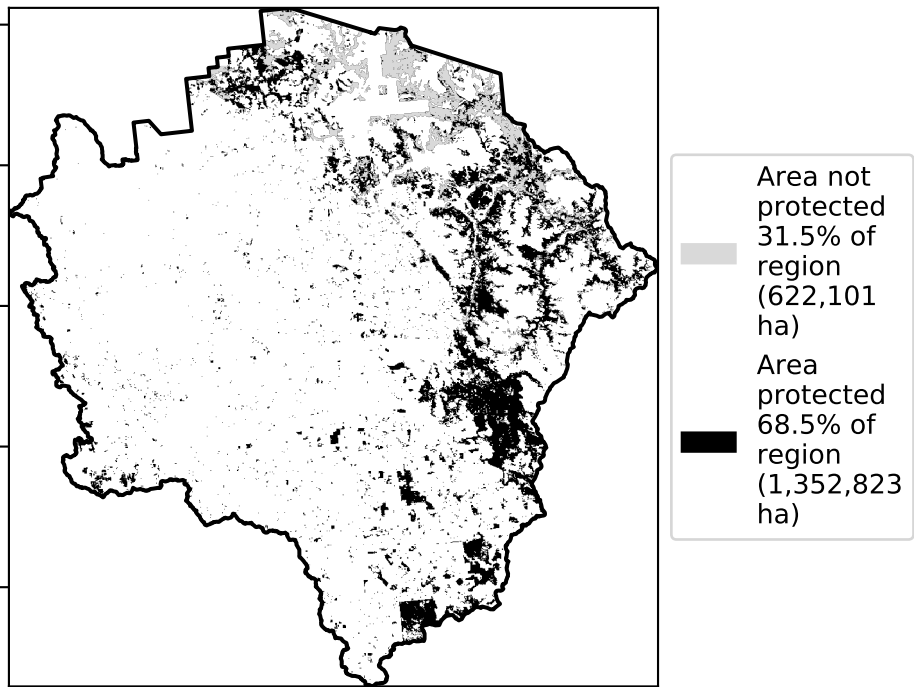 Area not
protected
31.5% of
region
(622,101
ha)
Area
protected
68.5% of
region
(1,352,823
ha)